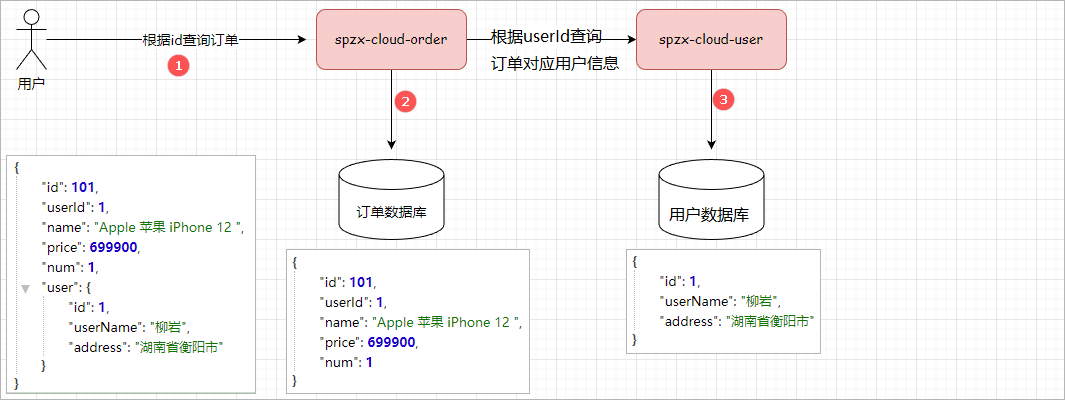 用户
根据id查询订单
1
spzx-cloud-order
根据userId查询
订单对应用户信息
spzx-cloud-user
2
3
订单数据库
用户数据库
{
"id": 101,
"userId": 1,
"name": "Apple 苹果 iPhone 12 ",
"price": 699900,
"num": 1,
"user": {
"id": 1,
"userName": "柳岩",
"address": "湖南省衡阳市"
}
}
{
"id": 101,
"userId": 1,
"name": "Apple 苹果 iPhone 12 ",
"price": 699900,
"num": 1
}
{
"id": 1,
"userName": "柳岩",
"address": "湖南省衡阳市"
}